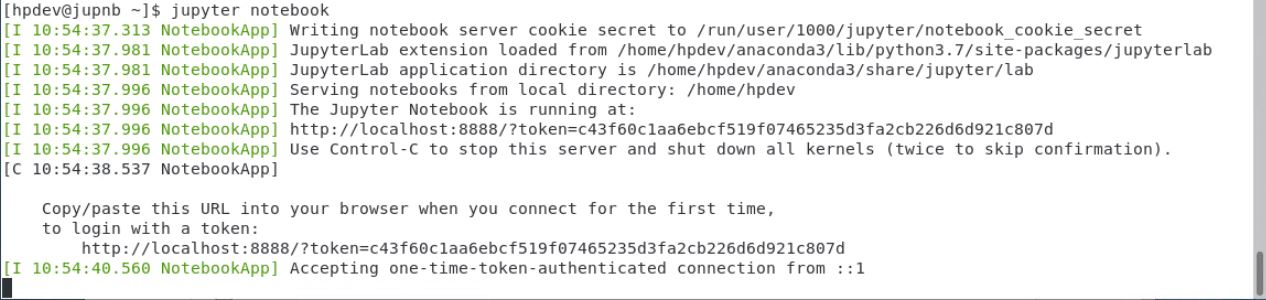 [hpdev@jupnb ~]$ jupyter notebook
[I 10:54:37.313 NotebookApp] Writing notebook server cookie secret to /run/user/1000/jupyter/notebook_cookie_secret
[I 10:54:37.981 NotebookApp] JupyterLab extension loaded from /home/hpdev/anaconda3/lib/python3.7/site-packages/jupyterlab
[I 10:54:37.981 NotebookApp] JupyterLab application directory is /home/hpdev/anaconda3/share/jupyter/lab
[I 10:54:37.996 NotebookApp] Serving notebooks from local directory: /home/hpdev
[I 10:54:37.996 NotebookApp] The Jupyter Notebook is running at:
[I 10:54:37.996 NotebookApp] http://localhost:8888/?token=c43f60c1aa6ebcf519f07465235d3fa2cb226d6d921c807d
[I 10:54:37.996 NotebookApp] Use Control-C to stop this server and shut down all kernels (twice to skip confirmation).
[C 10:54:38.537 NotebookApp]
Copy/paste this URL into your browser when you connect for the first time,
to login with a token:
http://localhost:8888/?token=c43f60c1aa6ebcf519f07465235d3fa2cb226d6d921c807d
[I 10:54:40.560 NotebookApp] Accepting one-time-token-authenticated connection from ::1